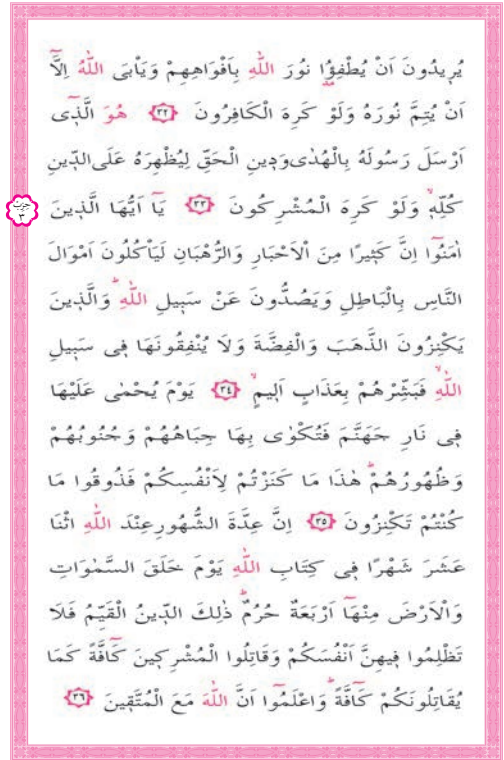 يُر۪يدُونَ اَنْ يُطْفِؤُ۫ا نُورَ اللّٰهِ بِاَفْوَاهِهِمْ وَيَاْبَى اللّٰهُ اِلَّٓا
اَنْ يُتِمَّ نُورَهُ وَلَوْ كَرِهَ الْكَافِرُونَ ﴿٣٢﴾ هُوَ الَّذ۪ٓى
اَرْسَلَ رَسُولَهُ بِالْهُدٰى وَد۪ينِ الْحَقِّ لِيُظْهِرَهُ عَلَى الدّ۪ينِ
كُلِّه۪ۙ وَلَوْ كَرِهَ الْمُشْرِكُونَ ﴿٣٣﴾ يَٓا اَيُّهَا الَّذ۪ينَ
حزب ٣
اٰمَنُٓوا اِنَّ كَث۪يرًا مِنَ الْاَحْبَارِ وَالرُّهْبَانِ لَيَاْكُلُونَ اَمْوَالَ
النَّاسِ بِالْبَاطِلِ وَيَصُدُّونَ عَنْ سَب۪يلِ اللّٰهِۜ وَالَّذ۪ينَ
يَكْنِزُونَ الذَّهَبَ وَالْفِضَّةَ وَلَا يُنْفِقُونَهَا ف۪ى سَب۪يلِ
اللّٰهِۙ فَبَشِّرْهُمْ بِعَذَابٍ اَل۪يمٍۙ ﴿٣٤﴾ يَوْمَ يُحْمٰى عَلَيْهَا
ف۪ى نَارِ جَهَنَّمَ فَتُكْوٰى بِهَا جِبَاهُهُمْ وَجُنُوبُهُمْ
وَظُهُورُهُمْۜ هٰذَا مَا كَنَزْتُمْ لِاَنْفُسِكُمْ فَذُوقُوا مَا
كُنْتُمْ تَكْنِزُونَ ﴿٣٥﴾ اِنَّ عِدَّةَ الشُّهُورِ عِنْدَ اللّٰهِ اثْنَا
عَشَرَ شَهْرًا ف۪ى كِتَابِ اللّٰهِ يَوْمَ خَلَقَ السَّمٰوَاتِ
وَالْاَرْضَ مِنْهَٓا اَرْبَعَةٌ حُرُمٌۜ ذٰلِكَ الدّ۪ينُ الْقَيِّمُ فَلَا
تَظْلِمُوا ف۪يهِنَّ اَنْفُسَكُمْ وَقَاتِلُوا الْمُشْرِك۪ينَ كَٓافَّةً كَمَا
يُقَاتِلُونَكُمْ كَٓافَّةًۜ وَاعْلَمُٓوا اَنَّ اللّٰهَ مَعَ الْمُتَّق۪ينَ ﴿٣٦﴾